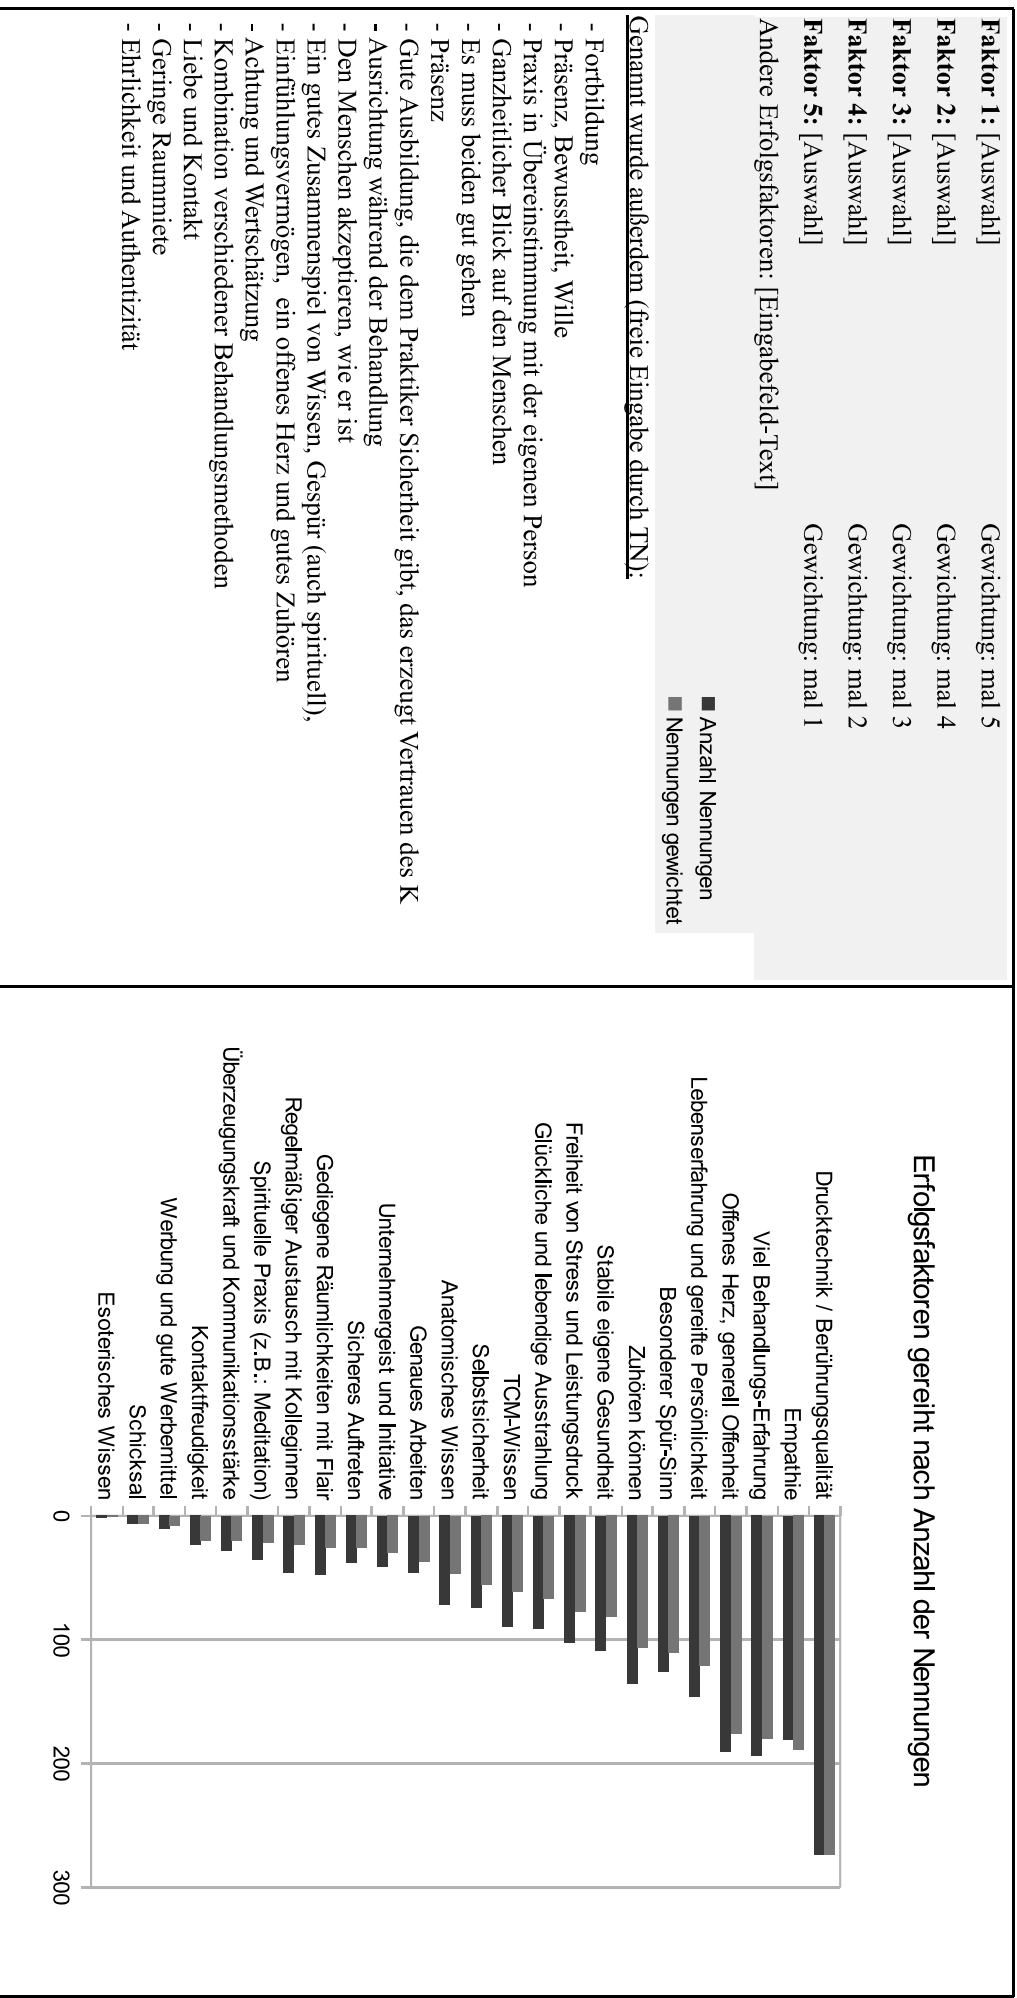 Faktor 1: [Auswahl] Gewichtung: mal 5
Faktor 2: [Auswahl] Gewichtung: mal 4
Faktor 3: [Auswahl] Gewichtung: mal 3
Faktor 4: [Auswahl] Gewichtung: mal 2
Faktor 5: [Auswahl] Gewichtung: mal 1
Andere Erfolgsfaktoren: [Eingabefeld-Text]
Anzahl Nennungen
Nennungen gewichtet
Genannt wurde außerdem (freie Eingabe durch TN):
- Fortbildung
- Präsenz, Bewusstheit, Wille
- Praxis in Übereinstimmung mit der eigenen Person
- Ganzheitlicher Blick auf den Menschen
- Es muss beiden gut gehen
- Präsenz
- Gute Ausbildung, die dem Praktiker Sicherheit gibt, das erzeugt Vertrauen des K
- Ausrichtung während der Behandlung
- Den Menschen akzeptieren, wie er ist
- Ein gutes Zusammenspiel von Wissen, Gespür (auch spirituell),
- Einfühlungsvermögen, ein offenes Herz und gutes Zuhören
- Achtung und Wertschätzung
- Kombination verschiedener Behandlungsmethoden
- Liebe und Kontakt
- Geringe Raummiete
- Ehrlichkeit und Authentizität
Erfolgsfaktoren gereiht nach Anzahl der Nennungen
Drucktechnik / Berührungsqualität
Empathie
Viel Behandlungs-Erfahrung
Offenes Herz, generell Offenheit
Lebenserfahrung und gereifte Persönlichkeit
Besonderer Spür-Sinn
Zuhören können
Stabile eigene Gesundheit
Freiheit von Stress und Leistungsdruck
Glückliche und lebendige Ausstrahlung
TCM-Wissen
Selbstsicherheit
Anatomisches Wissen
Genaues Arbeiten
Unternehmergeist und Initiative
Sicheres Auftreten
Gediegene Räumlichkeiten mit Flair
Regelmäßiger Austausch mit Kolleginnen
Spirituelle Praxis (z.B.: Meditation)
Überzeugungskraft und Kommunikationsstärke
Kontaktfreudigkeit
Werbung und gute Werbemittel
Schicksal
Esoterisches Wissen
0 100 200 300